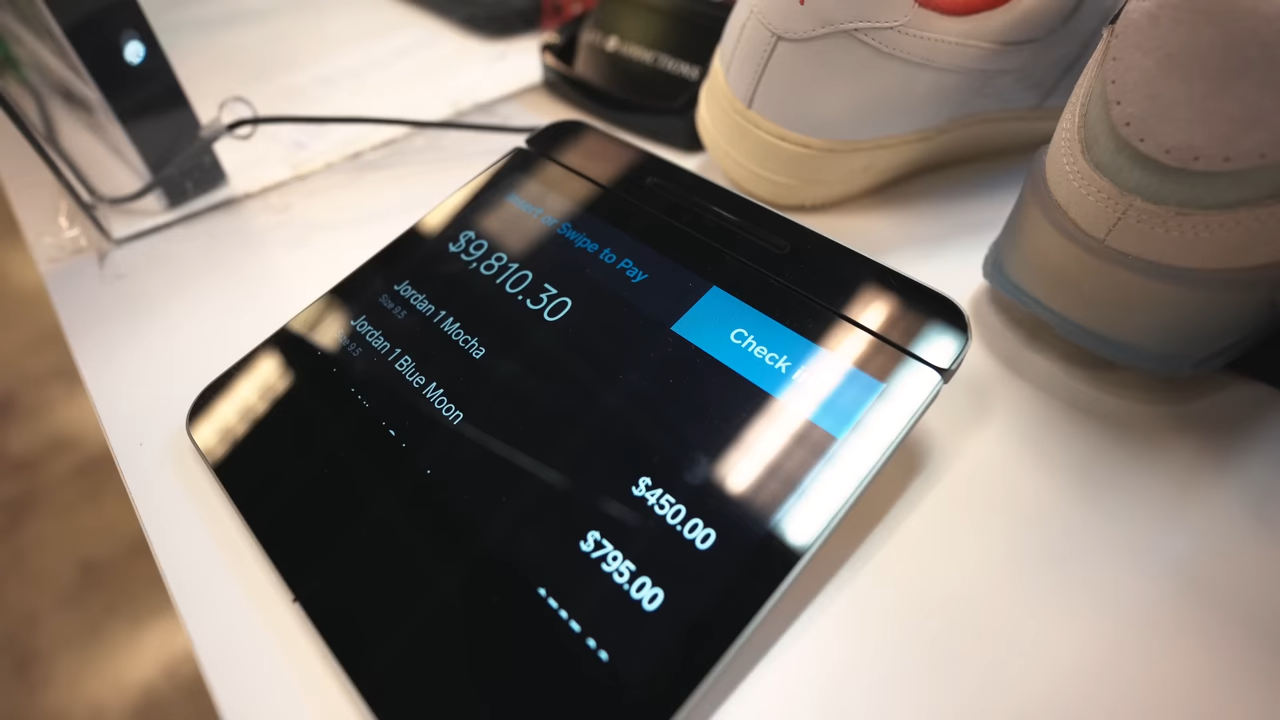 Insert or Swipe to Pay
$9,810.30
Check
Jordan 1 Mocha
Size 9.5
$450.00
Jordan 1 Blue Moon
9.5
$795.00